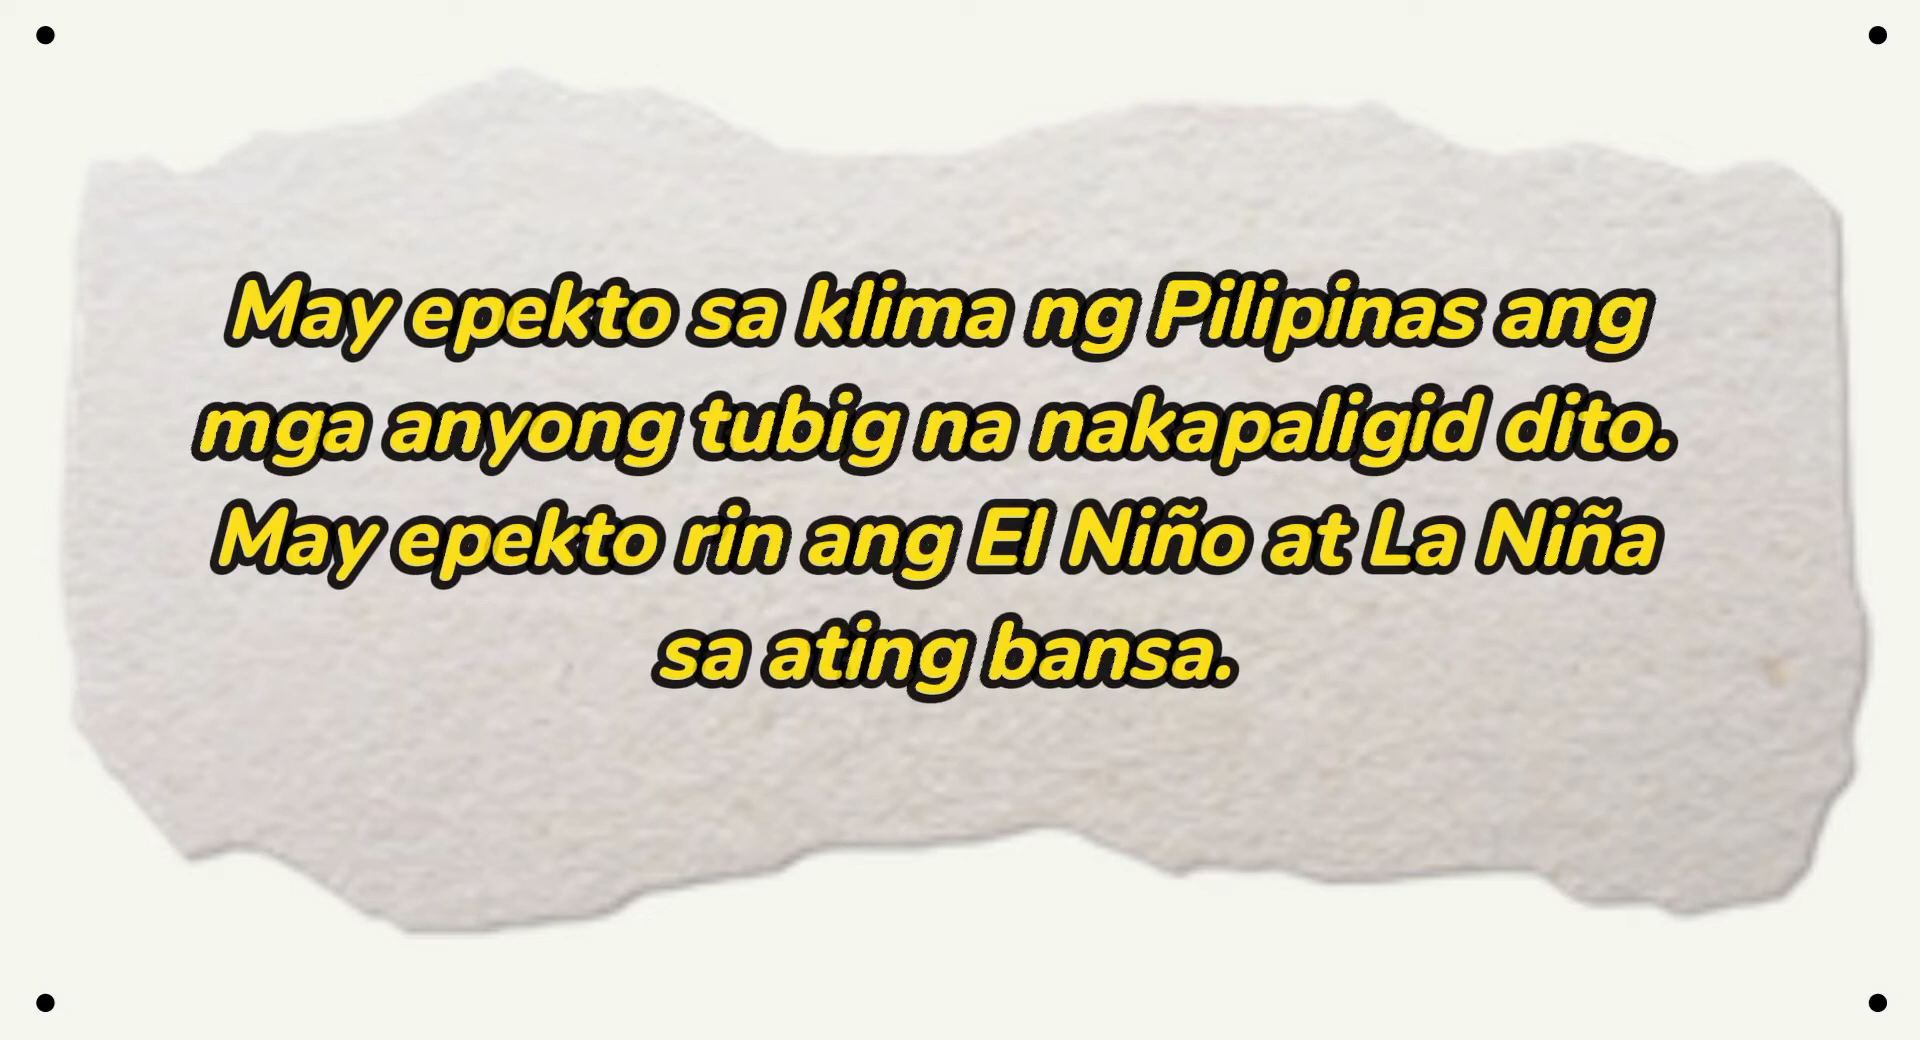 May epekto sa klima ng Pilipinas ang
mga anyong tubig na nakapaligid dito.
May epekto rin ang El Niño at La Niña
sa ating bansa.